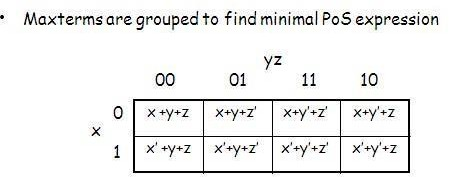 • Maxterms are grouped to find minimal PoS expression
yz
00 01 11 10
0 x +y+z x+y+z' x+y'+z' x+y'+z
x
1 x' +y+z x'+y+z' x'+y'+z' x'+y'+z